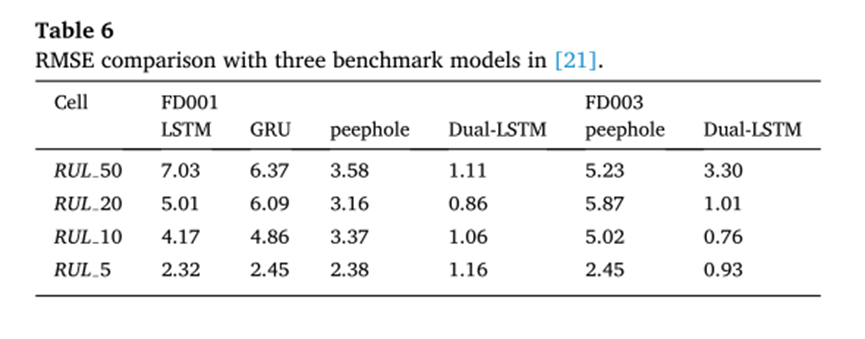 Table 6
RMSE comparison with three benchmark models in [21].
Cell FD001 FD003
LSTM GRU peephole Dual-LSTM peephole Dual-LSTM
RUL_50 7.03 6.37 3.58 1.11 5.23 3.30
RUL_20 5.01 6.09 3.16 0.86 5.87 1.01
RUL_10 4.17 4.86 3.37 1.06 5.02 0.76
RUL_5 2.32 2.45 2.38 1.16 2.45 0.93